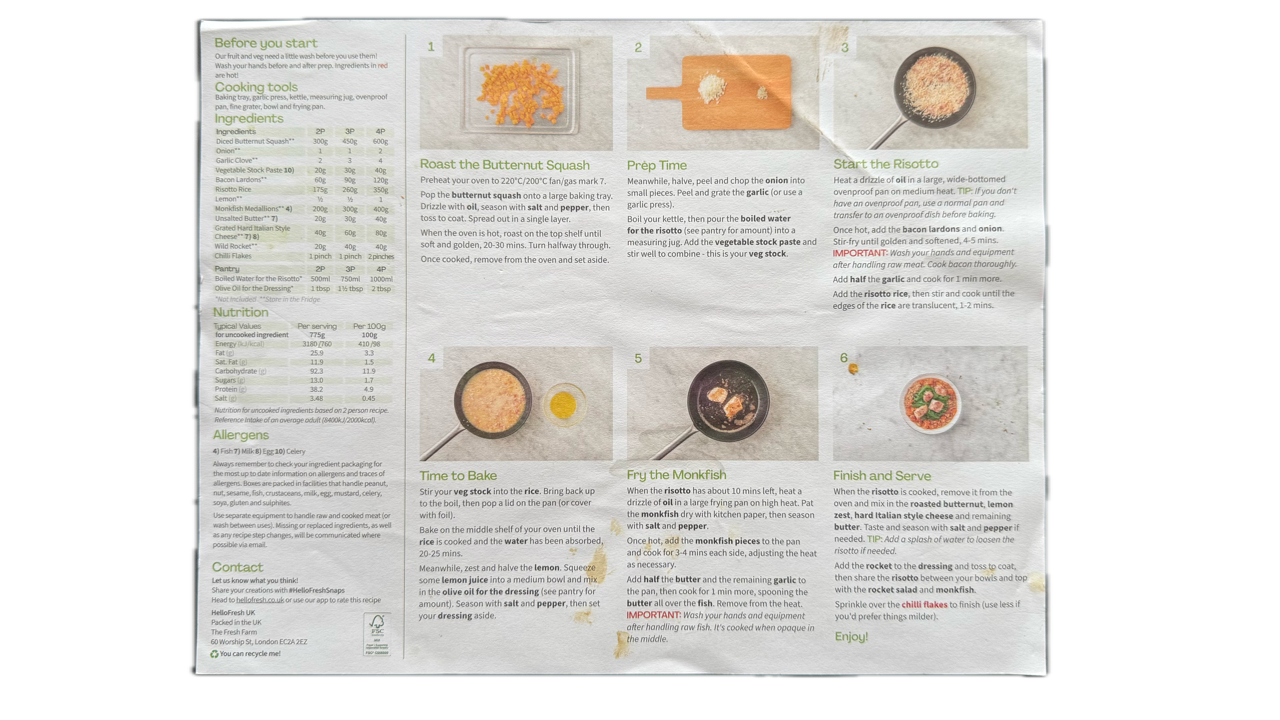 Before you start
Our fruit and veg need a little wash before you use them!
Wash your hands before and after prep. Ingredients in red
are hot!
Cooking tools
Baking tray, garlic press, kettle, measuring jug, ovenproof
pan, fine grater, bowl and frying pan.
Ingredients
Ingredients 2P 3P 4P
Diced Butternut Squash** 300g 450g 600g
Onion** 1 1 2
Garlic Clove** 2 3 4
Vegetable Stock Paste 10) 20g 30g 40g
Bacon Lardons** 60g 90g 120g
Risotto Rice 175g 260g 350g
Lemon** ½ ½ 1
Monkfish Medallions** 4) 200g 300g 400g
Unsalted Butter** 7) 20g 30g 40g
Grated Hard Italian Style
Cheese** 7) 8) 40g 60g 80g
Wild Rocket** 20g 40g 40g
Chilli Flakes 1 pinch 1 pinch 2 pinches
Pantry 2P 3P 4P
Boiled Water for the Risotto* 500ml 750ml 1000ml
Olive Oil for the Dressing* 1 tbsp 1½ tbsp 2 tbsp
*Not Included **Store in the Fridge
Nutrition
Typical Values Per serving Per 100g
for uncooked ingredient 775g 100g
Energy (kJ/kcal) 3180 /760 410 /98
Fat (g) 25.9 3.3
Sat. Fat (g) 11.9 1.5
Carbohydrate (g) 92.3 11.9
Sugars (g) 13.0 1.7
Protein (g) 38.2 4.9
Salt (g) 3.48 0.45
Nutrition for uncooked ingredients based on 2 person recipe.
Reference Intake of an average adult (8400kJ/2000kcal).
Allergens
4) Fish 7) Milk 8) Egg 10) Celery
Always remember to check your ingredient packaging for
the most up to date information on allergens and traces of
allergens. Boxes are packed in facilities that handle peanut,
nut, sesame, fish, crustaceans, milk, egg, mustard, celery,
soya, gluten and sulphites.
Use separate equipment to handle raw and cooked meat (or
wash between uses). Missing or replaced ingredients, as well
as any recipe step changes, will be communicated where
possible via email.
Contact
Let us know what you think!
Share your creations with #HelloFreshSnaps
Head to hellofresh.co.uk or use our app to rate this recipe
HelloFresh UK
Packed in the UK
The Fresh Farm
60 Worship St, London EC2A 2EZ
You can recycle me!
FSC
1
Roast the Butternut Squash
Preheat your oven to 220°C/200°C fan/gas mark 7.
Pop the butternut squash onto a large baking tray.
Drizzle with oil, season with salt and pepper, then
toss to coat. Spread out in a single layer.
When the oven is hot, roast on the top shelf until
soft and golden, 20-30 mins. Turn halfway through.
Once cooked, remove from the oven and set aside.
2
Prep Time
Meanwhile, halve, peel and chop the onion into
small pieces. Peel and grate the garlic (or use a
garlic press).
Boil your kettle, then pour the boiled water
for the risotto (see pantry for amount) into a
measuring jug. Add the vegetable stock paste and
stir well to combine - this is your veg stock.
3
Start the Risotto
Heat a drizzle of oil in a large, wide-bottomed
ovenproof pan on medium heat. TIP: If you don't
have an ovenproof pan, use a normal pan and
transfer to an ovenproof dish before baking.
Once hot, add the bacon lardons and onion.
Stir-fry until golden and softened, 4-5 mins.
IMPORTANT: Wash your hands and equipment
after handling raw meat. Cook bacon thoroughly.
Add half the garlic and cook for 1 min more.
Add the risotto rice, then stir and cook until the
edges of the rice are translucent, 1-2 mins.
4
Time to Bake
Stir your veg stock into the rice. Bring back up
to the boil, then pop a lid on the pan (or cover
with foil).
Bake on the middle shelf of your oven until the
rice is cooked and the water has been absorbed,
20-25 mins.
Meanwhile, zest and halve the lemon. Squeeze
some lemon juice into a medium bowl and mix
in the olive oil for the dressing (see pantry for
amount). Season with salt and pepper, then set
your dressing aside.
5
Fry the Monkfish
When the risotto has about 10 mins left, heat a
drizzle of oil in a large frying pan on high heat. Pat
the monkfish dry with kitchen paper, then season
with salt and pepper.
Once hot, add the monkfish pieces to the pan
and cook for 3-4 mins each side, adjusting the heat
as necessary.
Add half the butter and the remaining garlic to
the pan, then cook for 1 min more, spooning the
butter all over the fish. Remove from the heat.
IMPORTANT: Wash your hands and equipment
after handling raw fish. It's cooked when opaque in
the middle.
6
Finish and Serve
When the risotto is cooked, remove it from the
oven and mix in the roasted butternut, lemon
zest, hard Italian style cheese and remaining
butter. Taste and season with salt and pepper if
needed. TIP: Add a splash of water to loosen the
risotto if needed.
Add the rocket to the dressing and toss to coat,
then share the risotto between your bowls and top
with the rocket salad and monkfish.
Sprinkle over the chilli flakes to finish (use less if
you'd prefer things milder).
Enjoy!